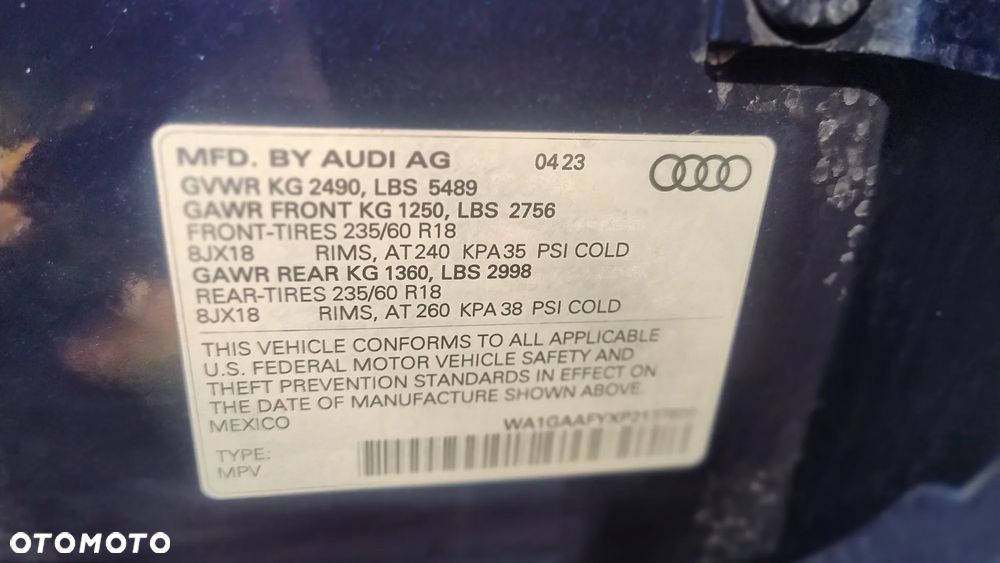 MFD. BY AUDI AG 04 23
GVWR KG 2490, LBS 5489
GAWR FRONT KG 1250, LBS 2756
FRONT-TIRES 235/60 R18
8JX18 RIMS, AT 240 KPA 35 PSI COLD
GAWR REAR KG 1360, LBS 2998
REAR-TIRES 235/60 R18
8JX18 RIMS, AT 260 KPA 38 PSI COLD
THIS VEHICLE CONFORMS TO ALL APPLICABLE
U.S. FEDERAL MOTOR VEHICLE SAFETY AND
THEFT PREVENTION STANDARDS IN EFFECT ON
THE DATE OF MANUFACTURE SHOWN ABOVE.
MEXICO
TYPE:
MPV
OTOMOTO